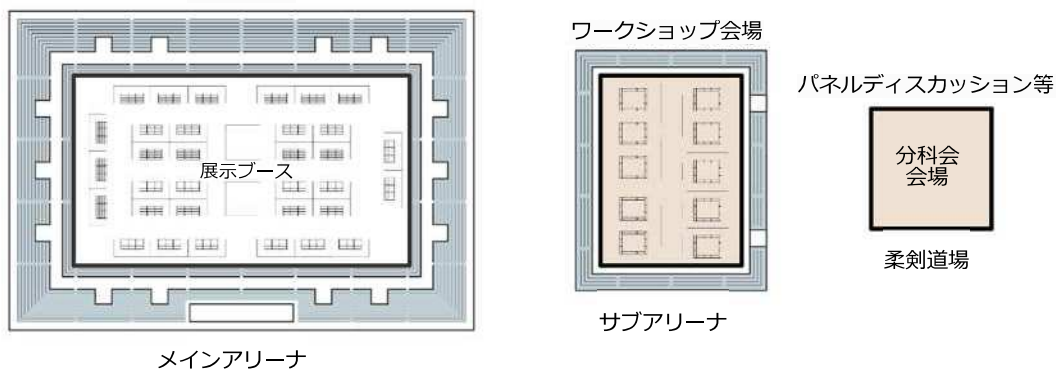 ワークショップ会場
パネルディスカッション等
展示ブース
分科会
会場
柔剣道場
サブアリーナ
メインアリーナ